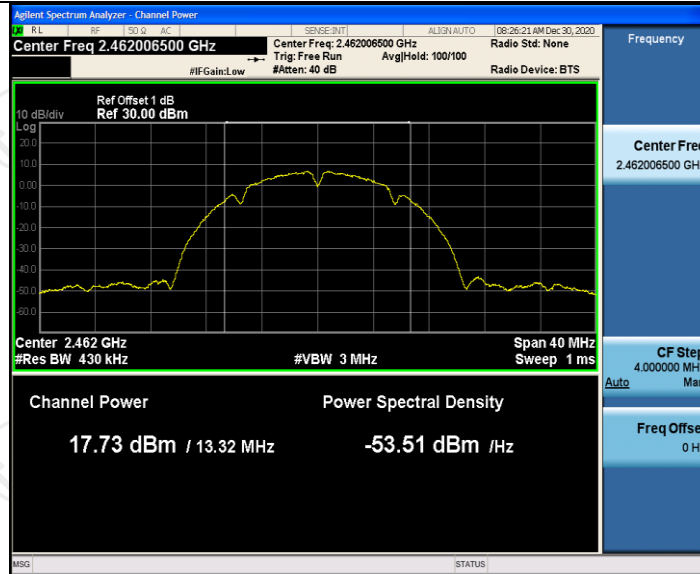 Agilent Spectrum Analyzer - Channel Power
RL RF 50 Ω AC SENSE:INT ALIGN AUTO 08:26:21 AM Dec 30, 2020
Center Freq 2.462006500 GHz Center Freq: 2.462006500 GHz Radio Std: None
Trig: Free Run Avg|Hold: 100/100
#IFGain:Low #Atten: 40 dB Radio Device: BTS
Ref Offset 1 dB
10 dB/div Ref 30.00 dBm
Log
20.0
10.0
0.00
-10.0
-20.0
-30.0
-40.0
-50.0
-60.0
Center 2.462 GHz Span 40 MHz
#Res BW 430 kHz #VBW 3 MHz Sweep 1 ms
Channel Power Power Spectral Density
17.73 dBm / 13.32 MHz -53.51 dBm /Hz
MSG STATUS
Frequency
Center Fre
2.462006500 GH
CF Ste
4.000000 MH
Auto Ma
Freq Offse
0 H